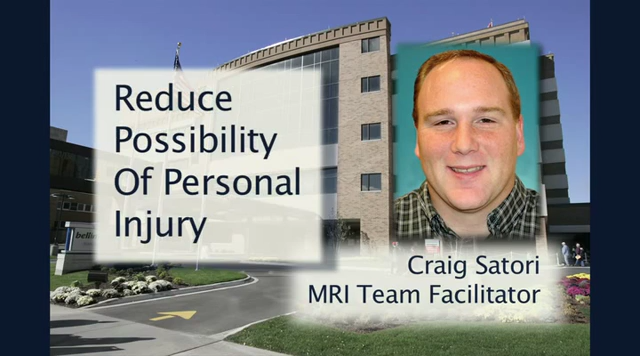 Reduce
Possibility
Of Personal
Injury
Craig Satori
MRI Team Facilitator